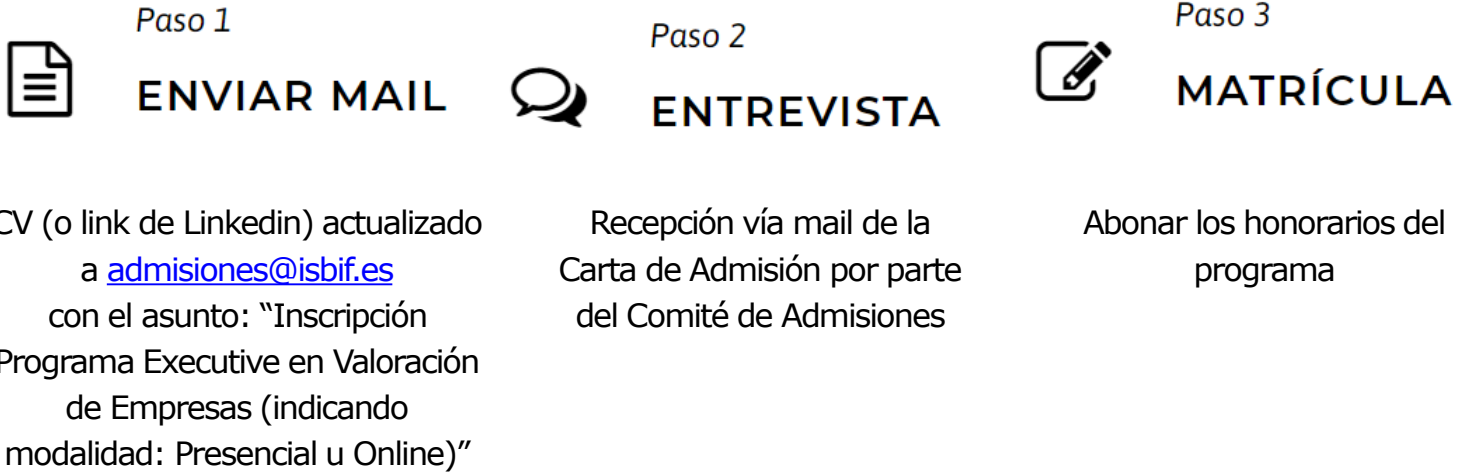 Paso 1
ENVIAR MAIL
CV (o link de Linkedin) actualizado
a admisiones@isbif.es
con el asunto: “Inscripción
Programa Executive en Valoración
de Empresas (indicando
modalidad: Presencial u Online)”
Paso 2
ENTREVISTA
Recepción vía mail de la
Carta de Admisión por parte
del Comité de Admisiones
Paso 3
MATRÍCULA
Abonar los honorarios del
programa